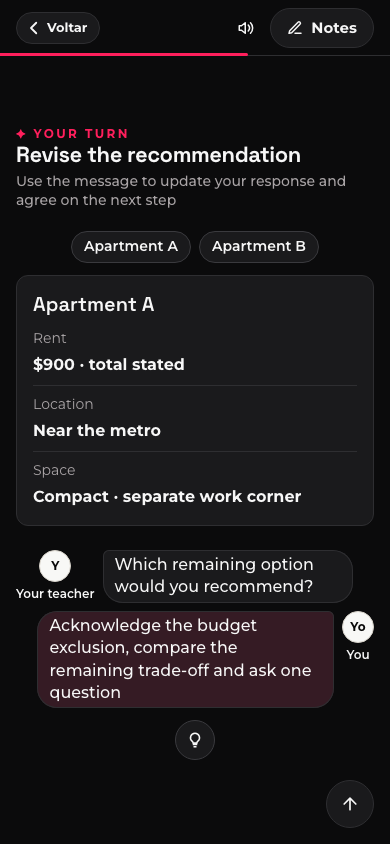 Voltar
Notes
YOUR TURN
Revise the recommendation
Use the message to update your response and
agree on the next step
Apartment A
Apartment B
Apartment A
Rent
$900 · total stated
Location
Near the metro
Space
Compact · separate work corner
Y
Your teacher
Which remaining option
would you recommend?
Acknowledge the budget
exclusion, compare the
remaining trade-off and ask one
question
Yo
You